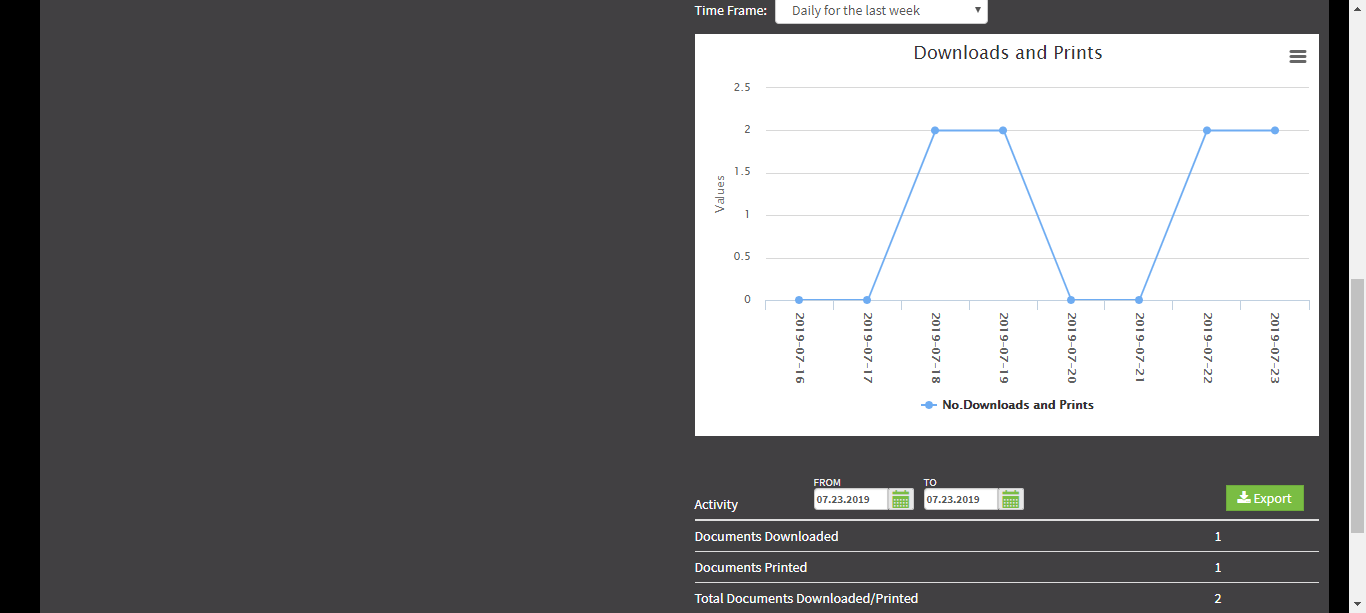 Time Frame: Daily for the last week
Downloads and Prints
2.5
2
1.5
1
0.5
0
Values
2019-07-16
2019-07-17
2019-07-18
2019-07-19
2019-07-20
2019-07-21
2019-07-22
2019-07-23
No.Downloads and Prints
FROM TO
Activity 07.23.2019 07.23.2019 Export
Documents Downloaded 1
Documents Printed 1
Total Documents Downloaded/Printed 2